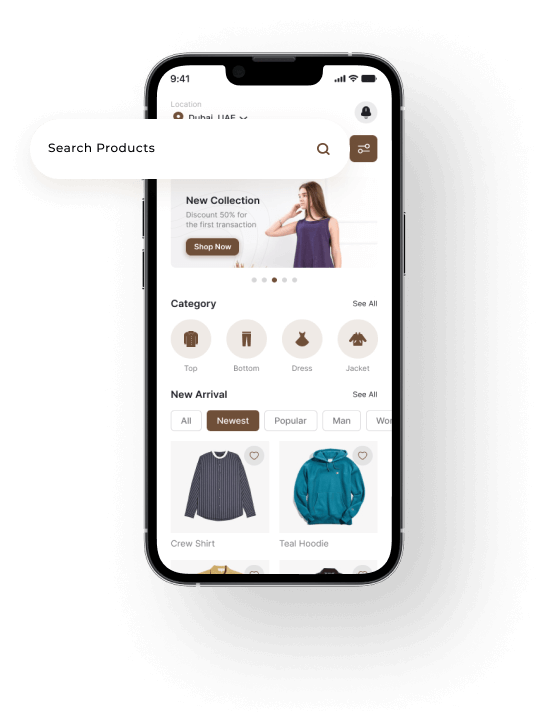 9:41
Location
Dubai, UAE
Search Products
New Collection
Discount 50% for
the first transaction
Shop Now
Category
See All
Top
Bottom
Dress
Jacket
New Arrival
See All
All
Newest
Popular
Man
Crew Shirt
Teal Hoodie